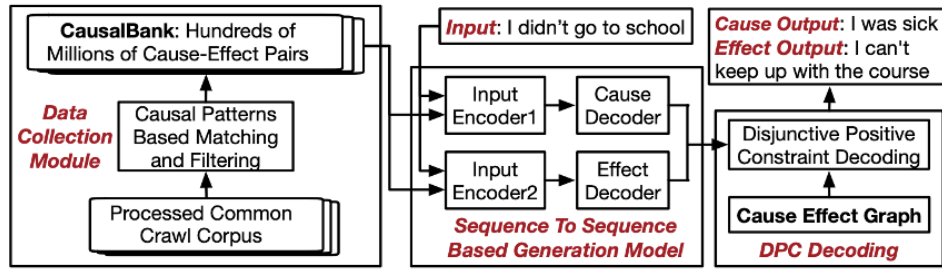 CausalBank: Hundreds of
Millions of Cause-Effect Pairs
Data
Collection
Module
Causal Patterns
Based Matching
and Filtering
Processed Common
Crawl Corpus
Input: I didn't go to school
Input
Encoder1
Cause
Decoder
Input
Encoder2
Effect
Decoder
Sequence To Sequence
Based Generation Model
Cause Output: I was sick
Effect Output: I can't
keep up with the course
Disjunctive Positive
Constraint Decoding
Cause Effect Graph
DPC Decoding